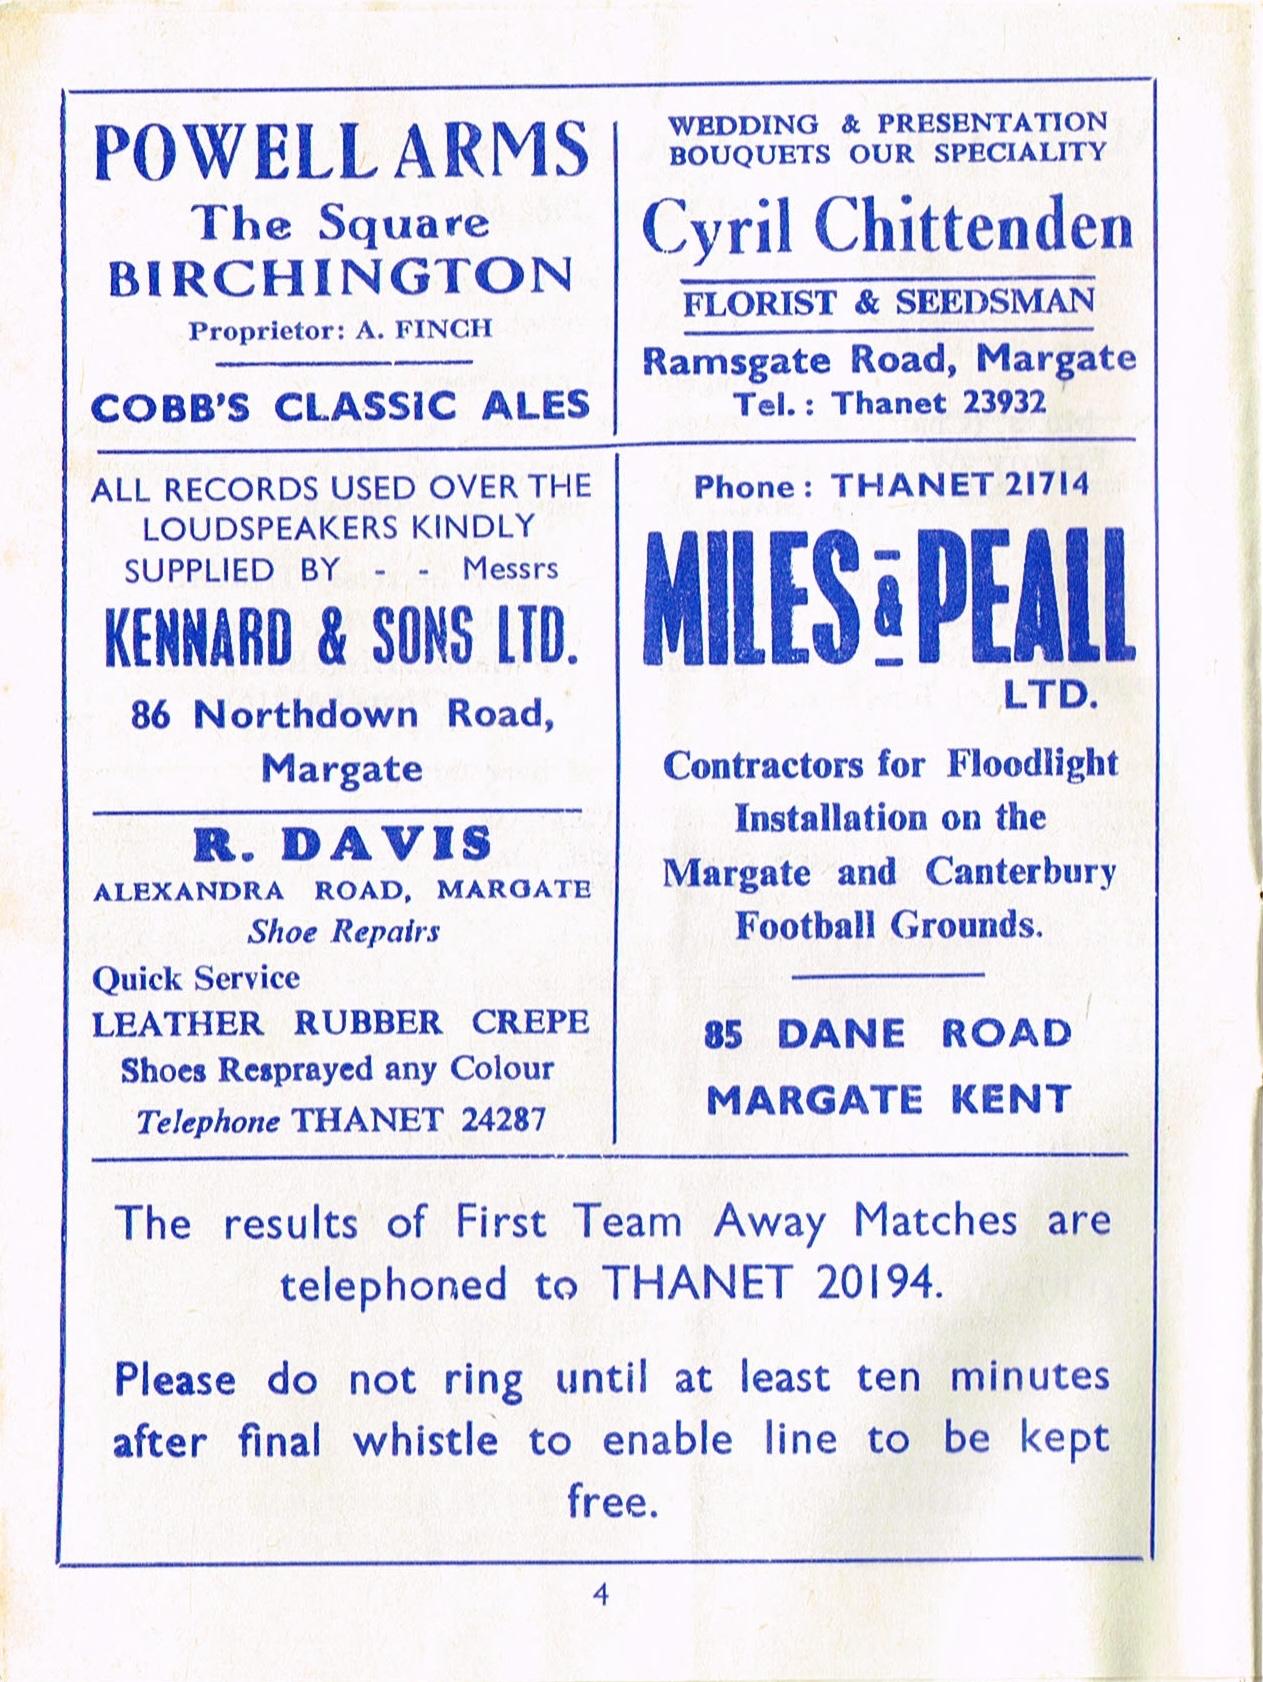 POWELL ARMS
The Square
BIRCHINGTON
Proprietor: A. FINCH
COBB'S CLASSIC ALES
WEDDING & PRESENTATION
BOUQUETS OUR SPECIALITY
Cyril Chittenden
FLORIST & SEEDSMAN
Ramsgate Road, Margate
Tel.: Thanet 23932
ALL RECORDS USED OVER THE
LOUDSPEAKERS KINDLY
SUPPLIED BY - - Messrs
KENNARD & SONS LTD.
86 Northdown Road,
Margate
R. DAVIS
ALEXANDRA ROAD, MARGATE
Shoe Repairs
Quick Service
LEATHER RUBBER CREPE
Shoes Resprayed any Colour
Telephone THANET 24287
Phone: THANET 21714
MILES & PEALL
LTD.
Contractors for Floodlight
Installation on the
Margate and Canterbury
Football Grounds.
85 DANE ROAD
MARGATE KENT
The results of First Team Away Matches are
telephoned to THANET 20194.
Please do not ring until at least ten minutes
after final whistle to enable line to be kept
free.
4